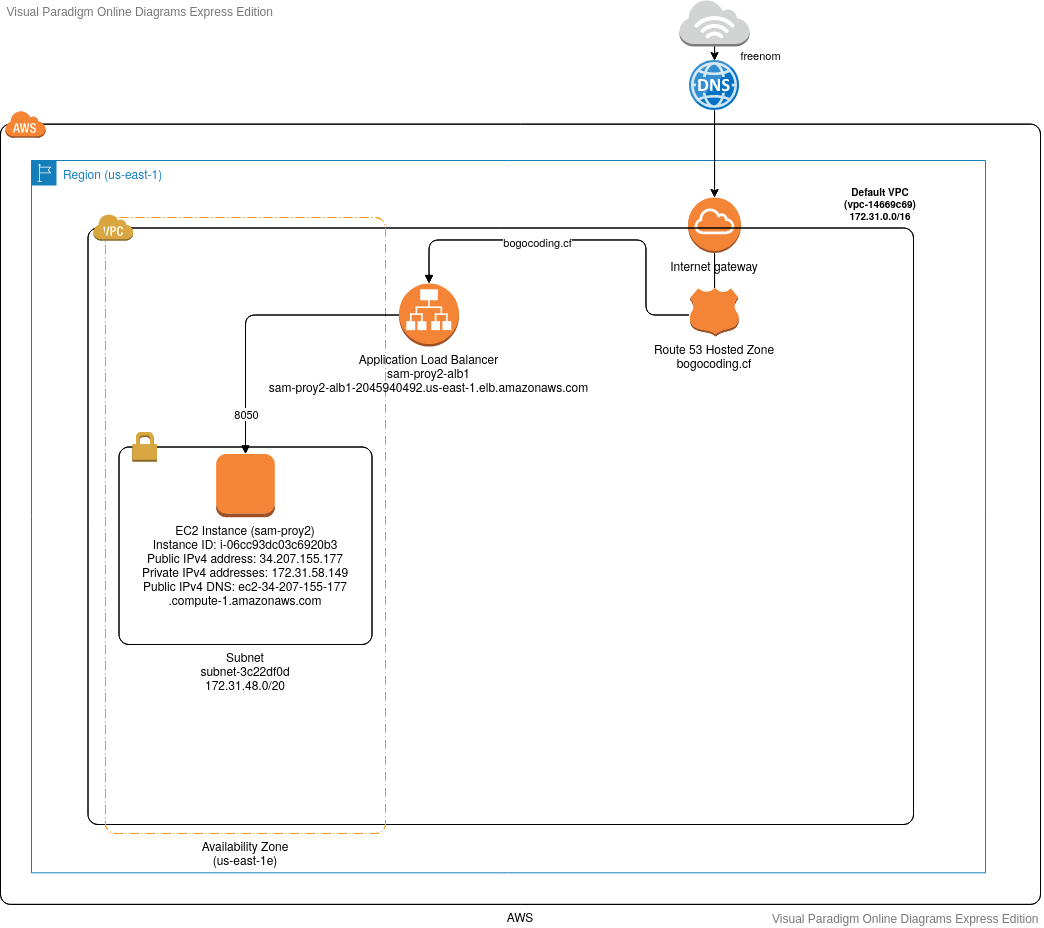 Visual Paradigm Online Diagrams Express Edition
freenom
DNS
AWS
Region (us-east-1)
Default VPC
(vpc-14669c69)
172.31.0.0/16
VPC
bogocoding.cf
Internet gateway
Route 53 Hosted Zone
bogocoding.cf
Application Load Balancer
sam-proy2-alb1
sam-proy2-alb1-2045940492.us-east-1.elb.amazonaws.com
8050
EC2 Instance (sam-proy2)
Instance ID: i-06cc93dc03c6920b3
Public IPv4 address: 34.207.155.177
Private IPv4 addresses: 172.31.58.149
Public IPv4 DNS: ec2-34-207-155-177
.compute-1.amazonaws.com
Subnet
subnet-3c22df0d
172.31.48.0/20
Availability Zone
(us-east-1e)
AWS
Visual Paradigm Online Diagrams Express Edition